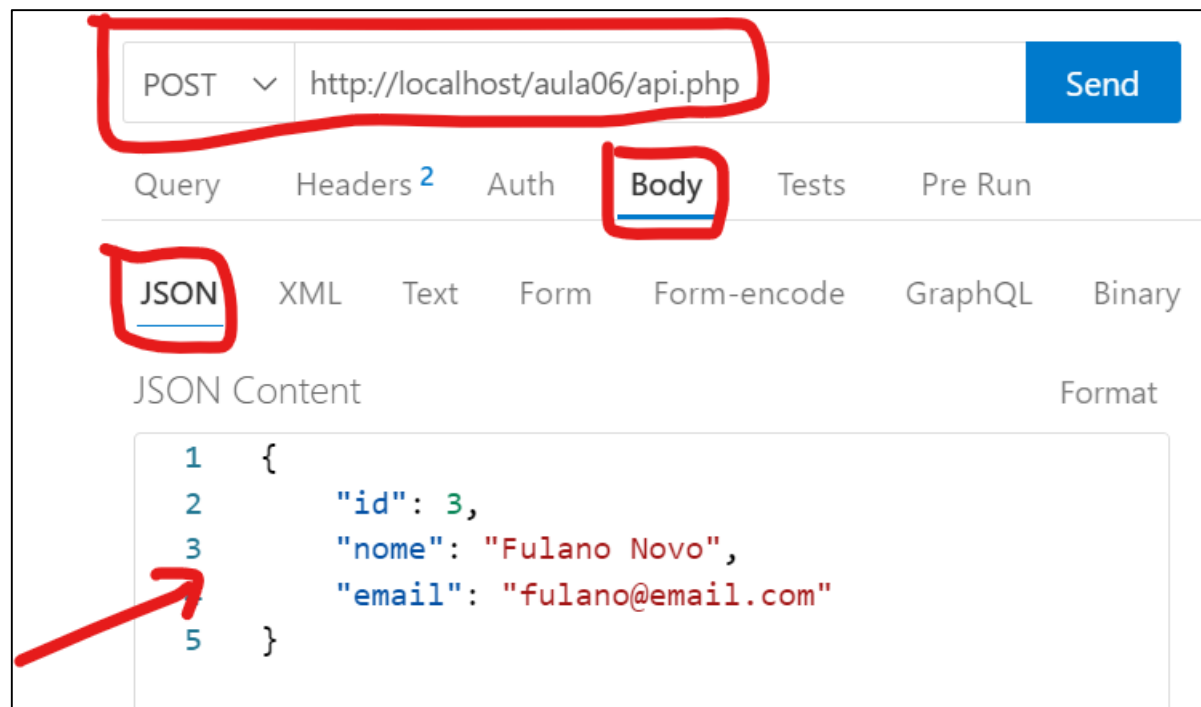 POST http://localhost/aula06/api.php Send
Query Headers 2 Auth Body Tests Pre Run
JSON XML Text Form Form-encode GraphQL Binary
JSON Content Format
1 {
2 "id": 3,
3 "nome": "Fulano Novo",
"email": "fulano@email.com"
5 }